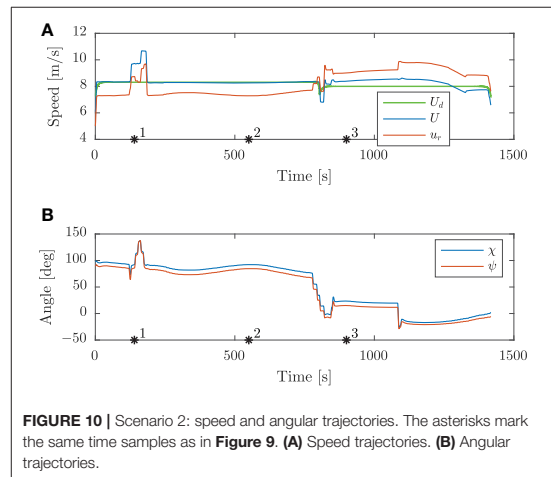 A
Speed [m/s]
12
10
8
6
4
U_d
U
u_r
1
2
3
0
500
1000
1500
Time [s]
B
Angle [deg]
150
100
50
0
−50
χ
ψ
1
2
3
0
500
1000
1500
Time [s]
FIGURE 10 | Scenario 2: speed and angular trajectories. The asterisks mark
the same time samples as in Figure 9. (A) Speed trajectories. (B) Angular
trajectories.